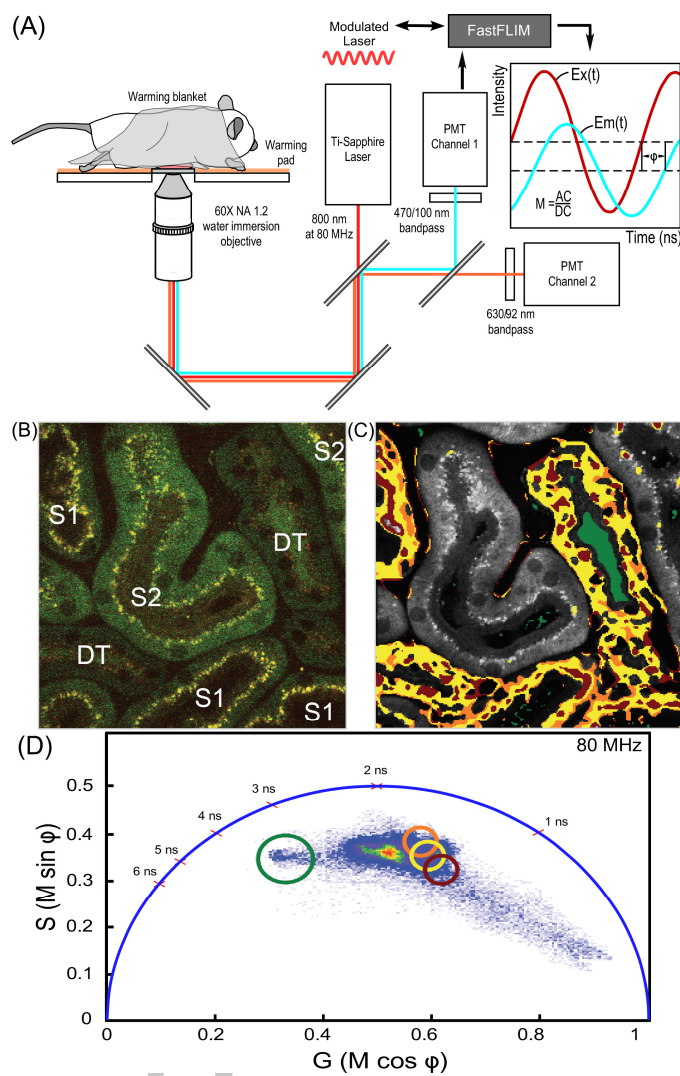 (A)
Modulated
Laser
FastFLIM
Warming blanket
Warming
pad
60X NA 1.2
water immersion
objective
Ti-Sapphire
Laser
800 nm
at 80 MHz
PMT
Channel 1
470/100 nm
bandpass
PMT
Channel 2
630/92 nm
bandpass
Intensity
Ex(t)
Em(t)
φ
M = AC
DC
Time (ns)
(B)
S1
S2
S2
DT
DT
S1
S1
(C)
(D)
80 MHz
S (M sin φ)
0.5
0.4
0.3
0.2
0.1
0
6 ns
5 ns
4 ns
3 ns
2 ns
1 ns
0
0.2
0.4
0.6
0.8
1
G (M cos φ)